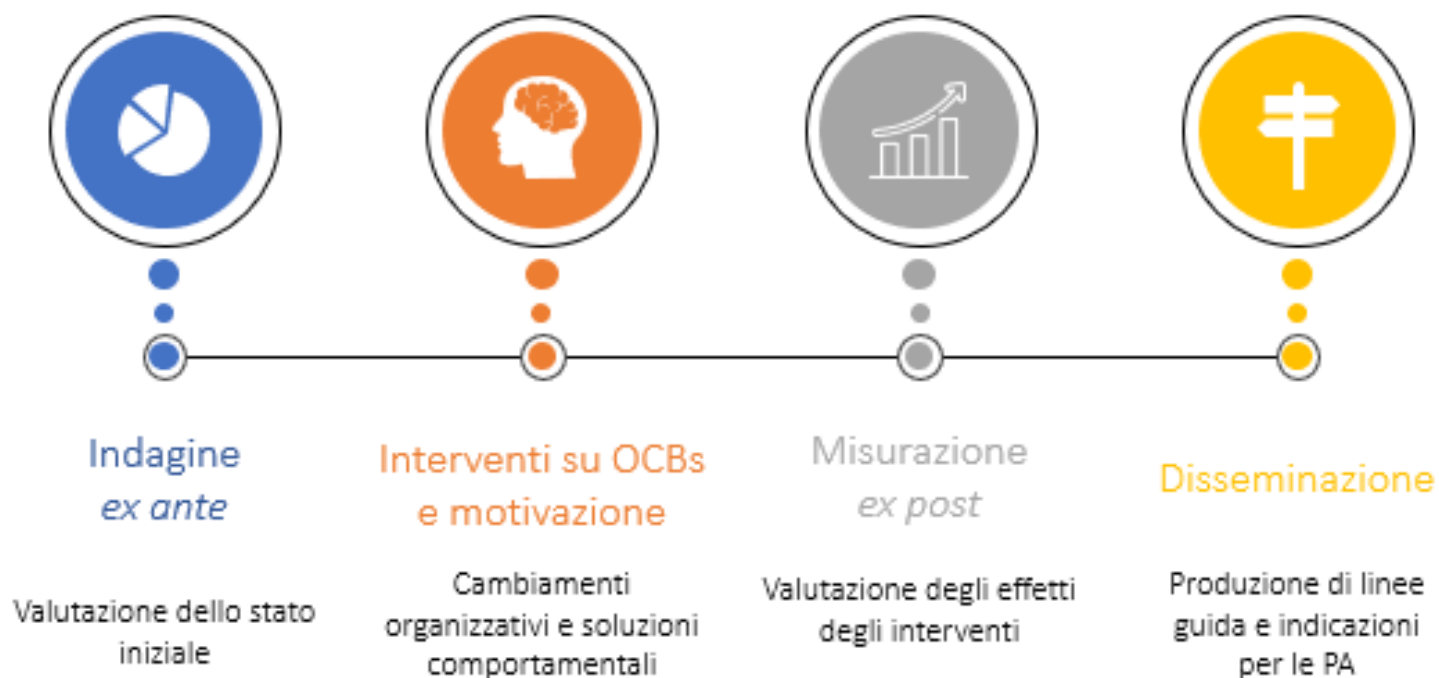 Indagine
ex ante
Valutazione dello stato
iniziale
Interventi su OCBs
e motivazione
Cambiamenti
organizzativi e soluzioni
comportamentali
Misurazione
ex post
Valutazione degli effetti
degli interventi
Disseminazione
Produzione di linee
guida e indicazioni
per le PA